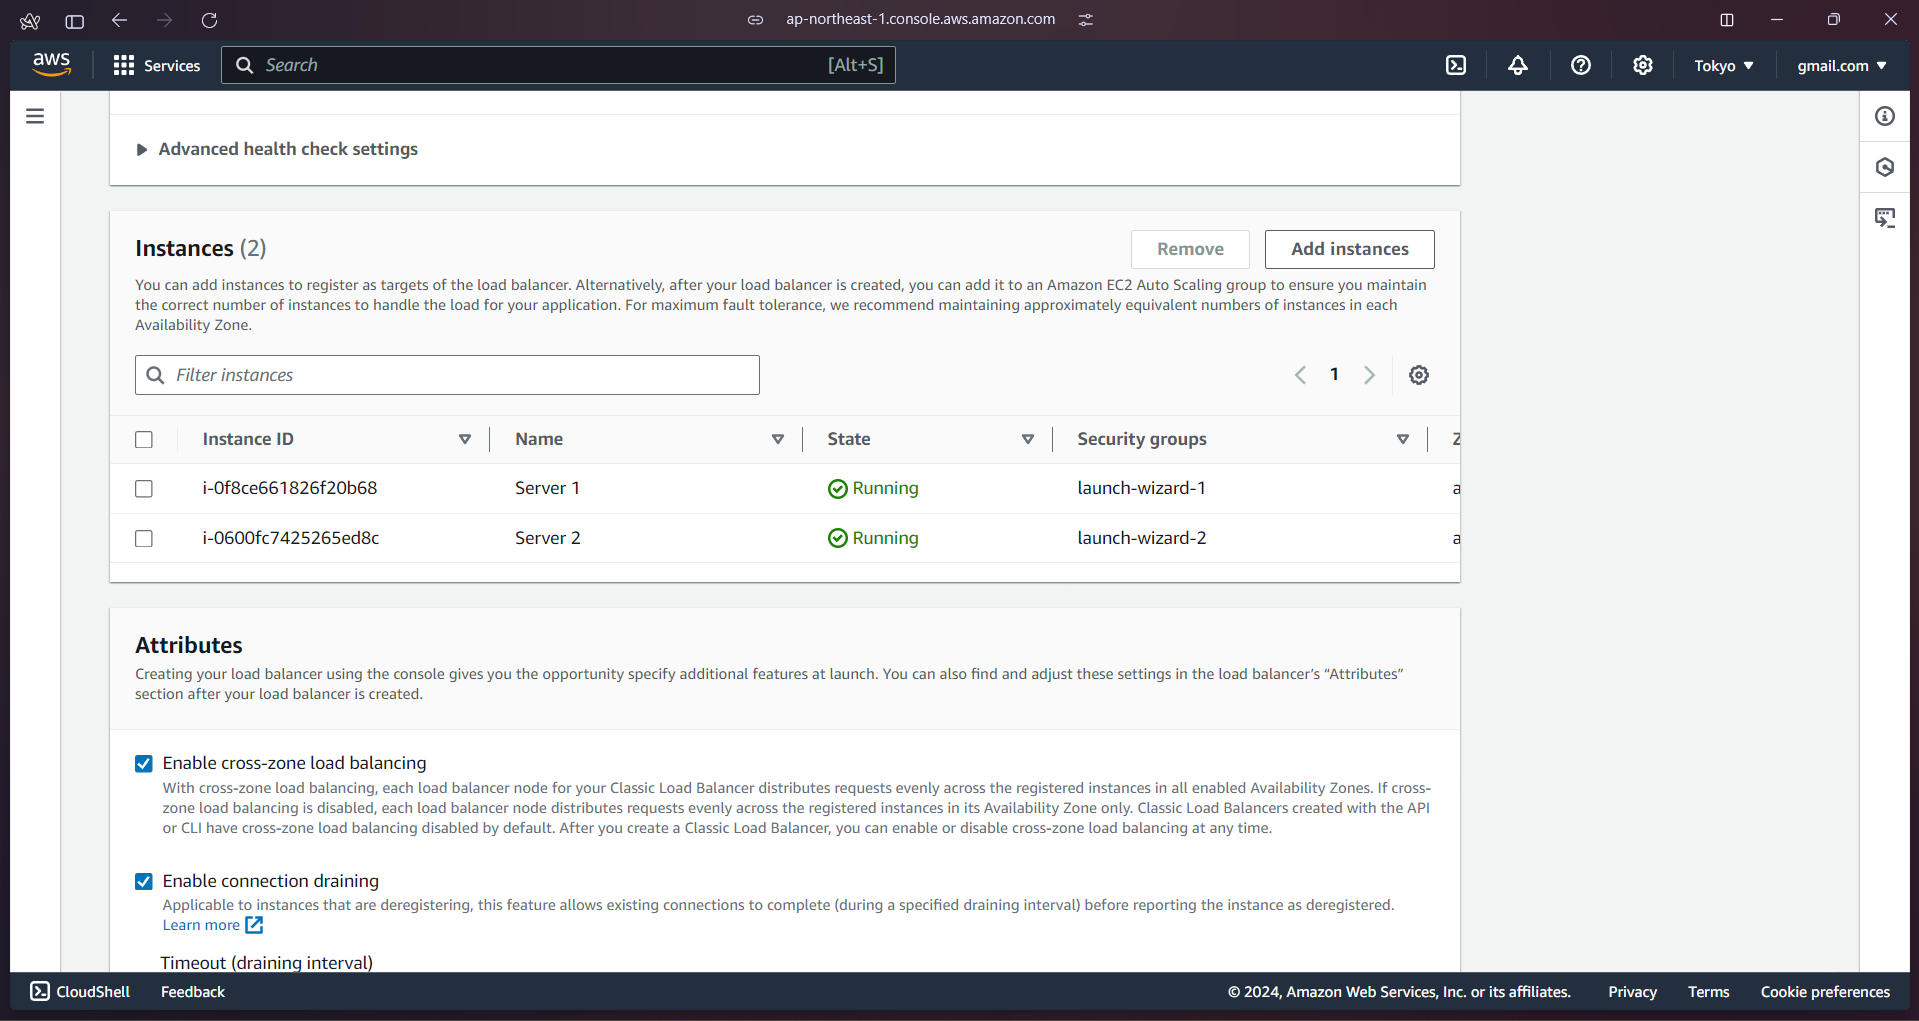 ap-northeast-1.console.aws.amazon.com
aws Services Search [Alt+S] Tokyo gmail.com
Advanced health check settings
Instances (2)
Remove
Add instances
You can add instances to register as targets of the load balancer. Alternatively, after your load balancer is created, you can add it to an Amazon EC2 Auto Scaling group to ensure you maintain
the correct number of instances to handle the load for your application. For maximum fault tolerance, we recommend maintaining approximately equivalent numbers of instances in each
Availability Zone.
Filter instances
1
Instance ID Name State Security groups Z
i-0f8ce661826f20b68 Server 1 Running launch-wizard-1 a
i-0600fc7425265ed8c Server 2 Running launch-wizard-2 a
Attributes
Creating your load balancer using the console gives you the opportunity specify additional features at launch. You can also find and adjust these settings in the load balancer's “Attributes”
section after your load balancer is created.
Enable cross-zone load balancing
With cross-zone load balancing, each load balancer node for your Classic Load Balancer distributes requests evenly across the registered instances in all enabled Availability Zones. If cross-
zone load balancing is disabled, each load balancer node distributes requests evenly across the registered instances in its Availability Zone only. Classic Load Balancers created with the API
or CLI have cross-zone load balancing disabled by default. After you create a Classic Load Balancer, you can enable or disable cross-zone load balancing at any time.
Enable connection draining
Applicable to instances that are deregistering, this feature allows existing connections to complete (during a specified draining interval) before reporting the instance as deregistered.
Learn more
Timeout (draining interval)
CloudShell Feedback © 2024, Amazon Web Services, Inc. or its affiliates. Privacy Terms Cookie preferences